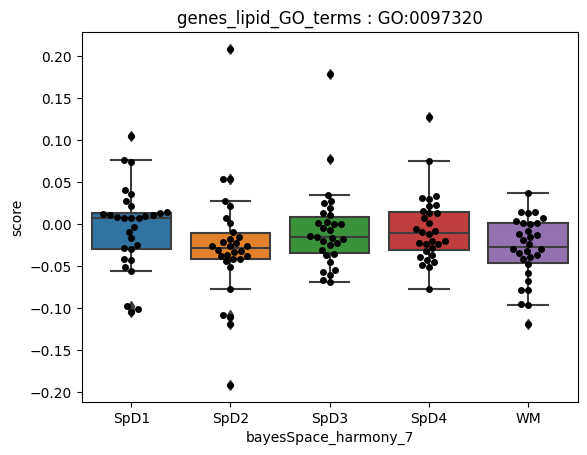 genes_lipid_GO_terms : GO:0097320
0.20
0.15
0.10
0.05
0.00
−0.05
−0.10
−0.15
−0.20
score
SpD1 SpD2 SpD3 SpD4 WM
bayesSpace_harmony_7